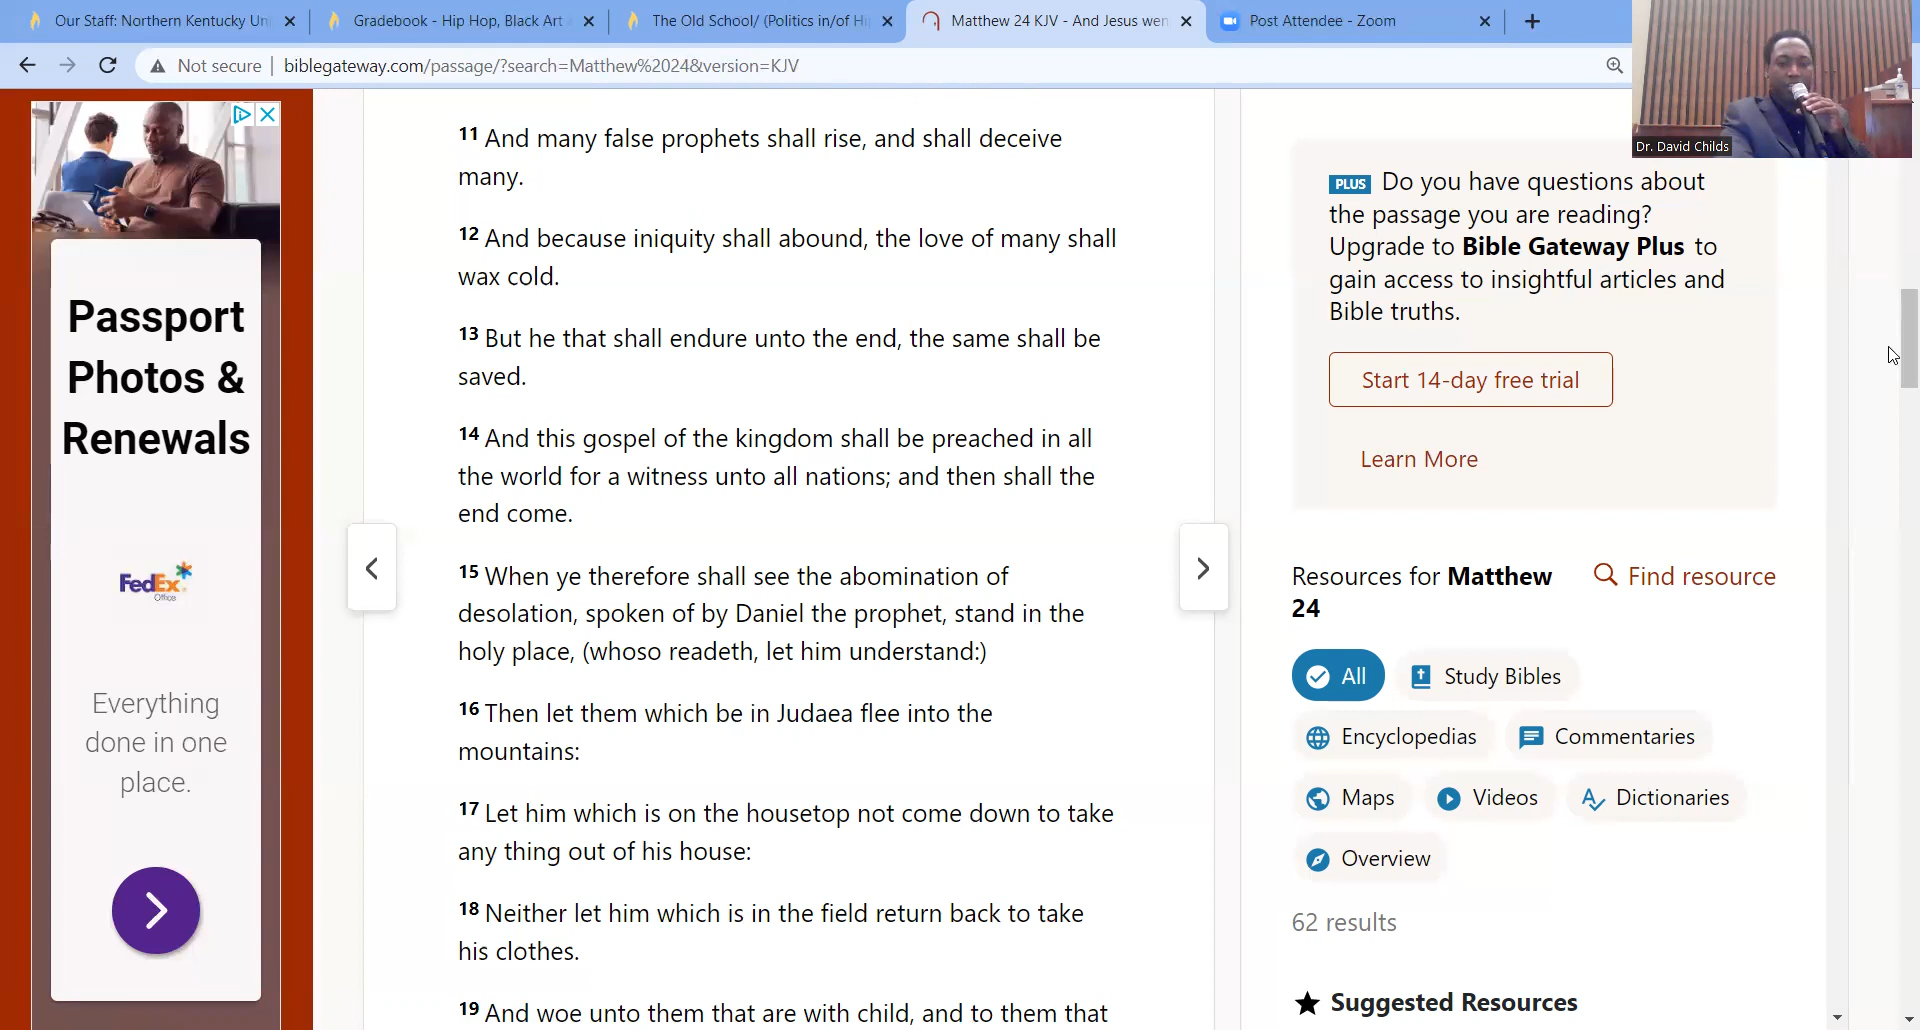 Our Staff: Northern Kentucky Un
Gradebook - Hip Hop, Black Art
The Old School/ (Politics in/of Hi
Matthew 24 KJV - And Jesus wen
Post Attendee - Zoom
Not secure
biblegateway.com/passage/?search=Matthew%2024&version=KJV
Dr. David Childs
Passport
Photos &
Renewals
FedEx
Office
Everything
done in one
place.
11 And many false prophets shall rise, and shall deceive
many.
12 And because iniquity shall abound, the love of many shall
wax cold.
13 But he that shall endure unto the end, the same shall be
saved.
14 And this gospel of the kingdom shall be preached in all
the world for a witness unto all nations; and then shall the
end come.
15 When ye therefore shall see the abomination of
desolation, spoken of by Daniel the prophet, stand in the
holy place, (whoso readeth, let him understand:)
16 Then let them which be in Judaea flee into the
mountains:
17 Let him which is on the housetop not come down to take
any thing out of his house:
18 Neither let him which is in the field return back to take
his clothes.
19 And woe unto them that are with child, and to them that
PLUS Do you have questions about
the passage you are reading?
Upgrade to Bible Gateway Plus to
gain access to insightful articles and
Bible truths.
Start 14-day free trial
Learn More
Resources for Matthew
24
Find resource
All
Study Bibles
Encyclopedias
Commentaries
Maps
Videos
Dictionaries
Overview
62 results
Suggested Resources